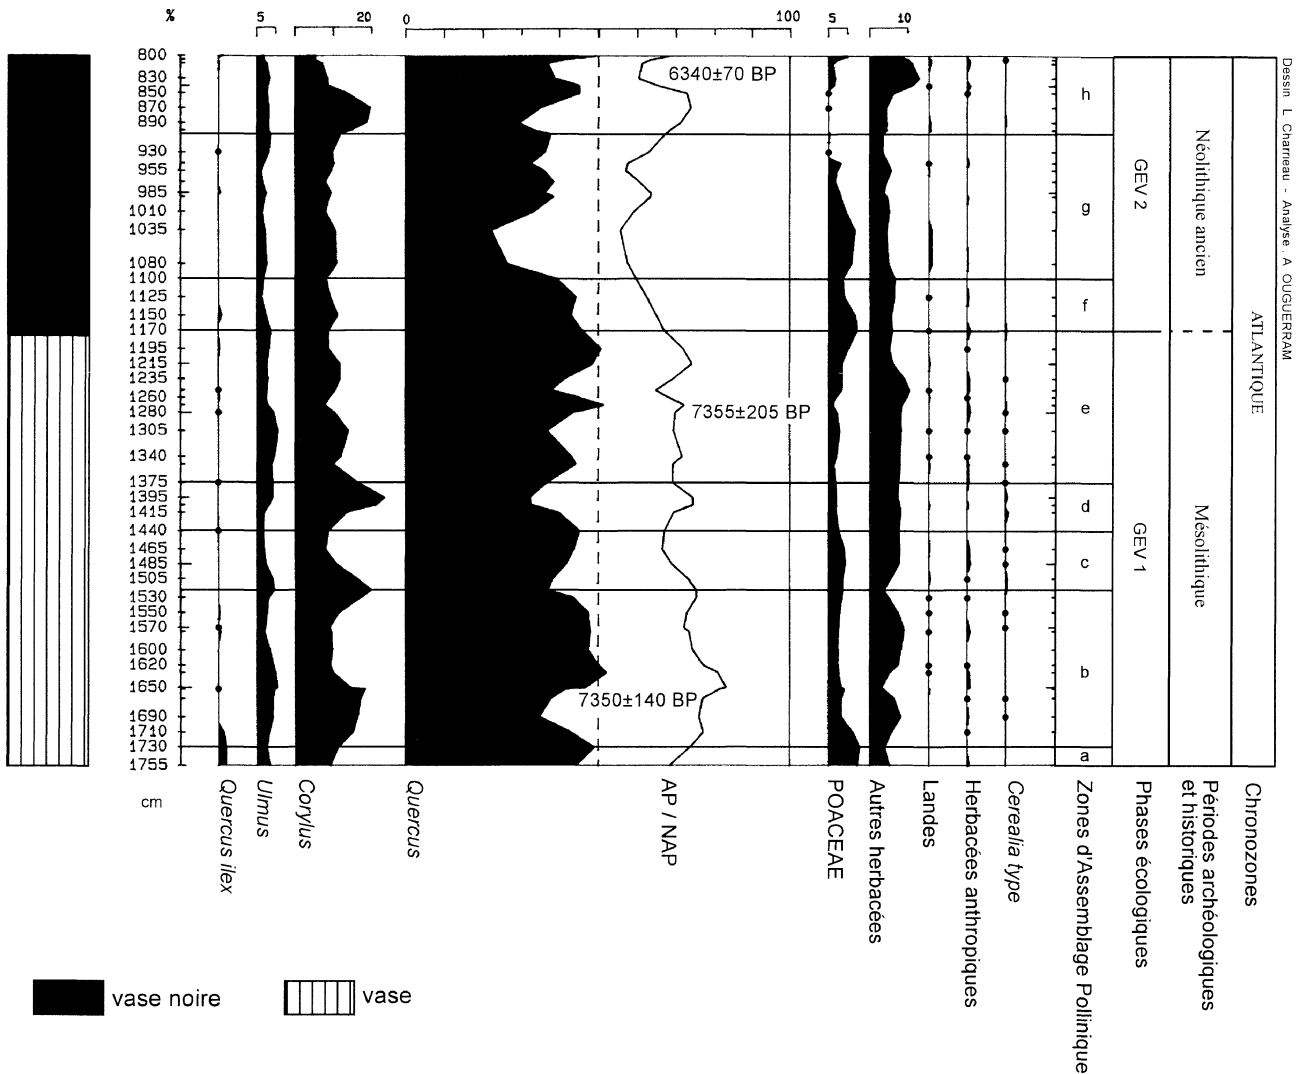 % 5 20 0 100 5 10
800
830
850
870
890
930
955
985
1010
1035
1080
1100
1125
1150
1170
1195
1215
1235
1260
1280
1305
1340
1375
1395
1415
1440
1465
1485
1505
1530
1550
1570
1600
1620
1650
1690
1710
1730
1755
cm
6340±70 BP
7355±205 BP
7350±140 BP
h
g
f
e
d
c
b
a
GEV 2
GEV 1
Néolithique ancien
Mésolithique
ATLANTIQUE
Dessin L Charrieau - Analyse . A OUGUERRAM
Quercus ilex
Ulmus
Corylus
Quercus
AP / NAP
POACEAE
Autres herbacées
Landes
Herbacées anthropiques
Cerealia type
Zones d'Assemblage Pollinique
Phases écologiques
Périodes archéologiques
et historiques
Chronozones
vase noire
vase